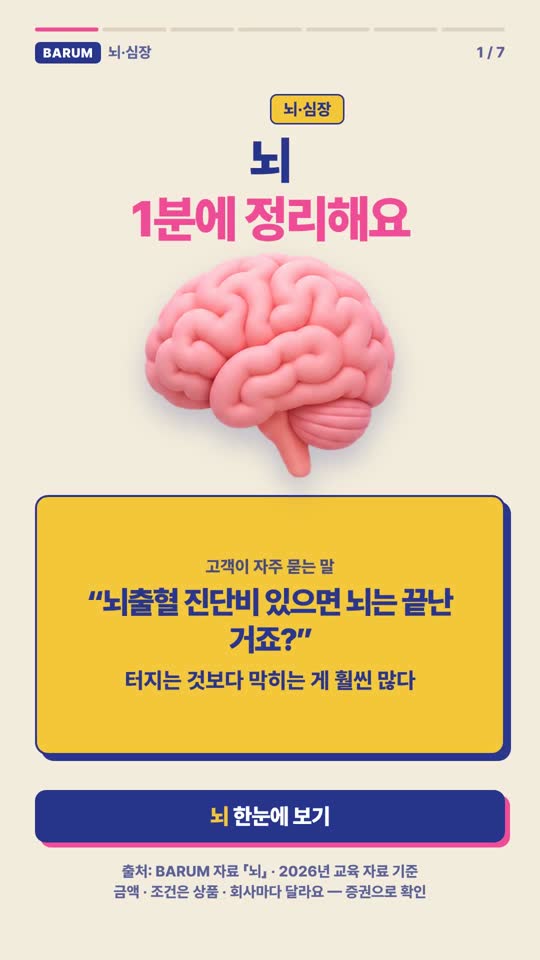 BARUM 뇌·심장
1 / 7
뇌·심장
뇌
1분에 정리해요
고객이 자주 묻는 말
“뇌출혈 진단비 있으면 뇌는 끝난
거죠?”
터지는 것보다 막히는 게 훨씬 많다
뇌 한눈에 보기
출처: BARUM 자료 『뇌』 · 2026년 교육 자료 기준
금액 · 조건은 상품 · 회사마다 달라요 — 증권으로 확인